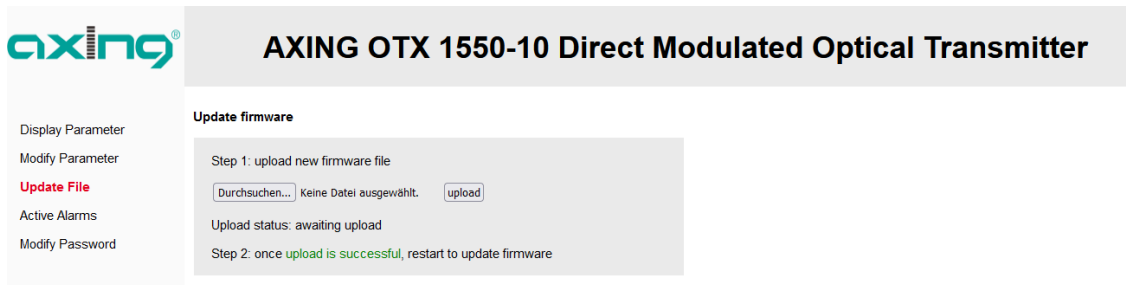 axing®
AXING OTX 1550-10 Direct Modulated Optical Transmitter
Display Parameter
Modify Parameter
Update File
Active Alarms
Modify Password
Update firmware
Step 1: upload new firmware file
Durchsuchen... Keine Datei ausgewählt. upload
Upload status: awaiting upload
Step 2: once upload is successful, restart to update firmware